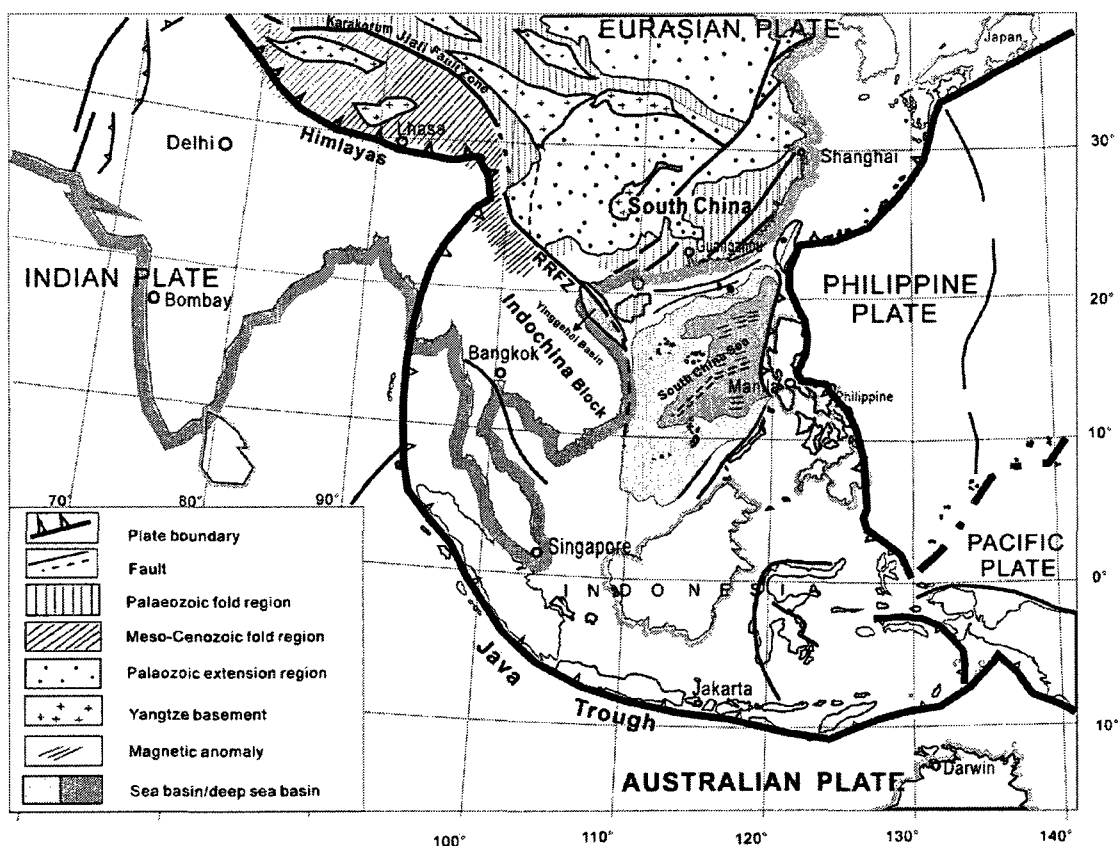 EURASIAN PLATE
Japan
Karakorum Jiali Fault Zone
Lhasa
Delhi
Himlayas
30°
Shanghai
South China
Guangzhou
RRFZ
INDIAN PLATE
Bombay
PHILIPPINE
PLATE
20°
Yinggehai Basin
Indochina Block
Bangkok
South China Sea
Manila
Philippine
10°
70°
80°
90°
Plate boundary
Fault
Palaeozoic fold region
Meso-Cenozoic fold region
Palaozoic extension region
Yangtze basement
Magnetic anomaly
Sea basin/deep sea basin
Singapore
PACIFIC
PLATE
0°
INDONESIA
Java
Trough
Jakarta
10°
AUSTRALIAN PLATE
Darwin
100°
110°
120°
130°
140°